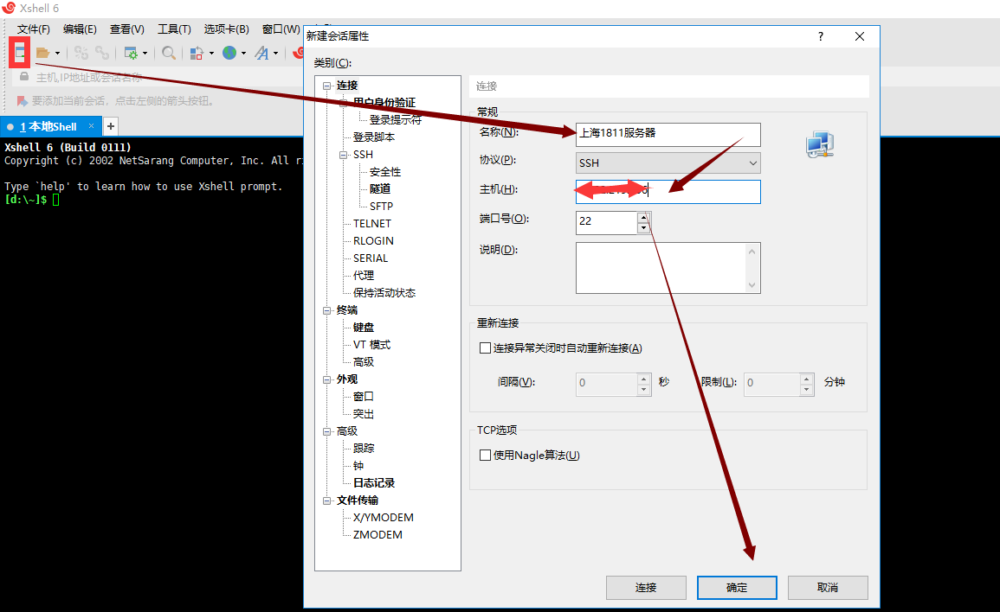 Xshell 6
文件(F) 编辑(E) 查看(V) 工具(T) 选项卡(B) 窗口(W)
主机,IP地址或会话名称
要添加当前会话，点击左侧的箭头按钮。
1 本地Shell × +
Xshell 6 (Build 0111)
Copyright (c) 2002 NetSarang Computer, Inc. All
Type `help' to learn how to use Xshell prompt.
[d:\~]$
新建会话属性 ?
类别(C):
连接
用户身份验证
登录提示符
登录脚本
SSH
安全性
隧道
SFTP
TELNET
RLOGIN
SERIAL
代理
保持活动状态
终端
键盘
VT 模式
高级
外观
窗口
突出
高级
跟踪
钟
日志记录
文件传输
X/YMODEM
ZMODEM
连接
常规
名称(N): 上海1811服务器
协议(P): SSH
主机(H):
端口号(O): 22
说明(D):
重新连接
连接异常关闭时自动重新连接(A)
间隔(V): 0 秒 限制(L): 0 分钟
TCP选项
使用Nagle算法(U)
连接 确定 取消